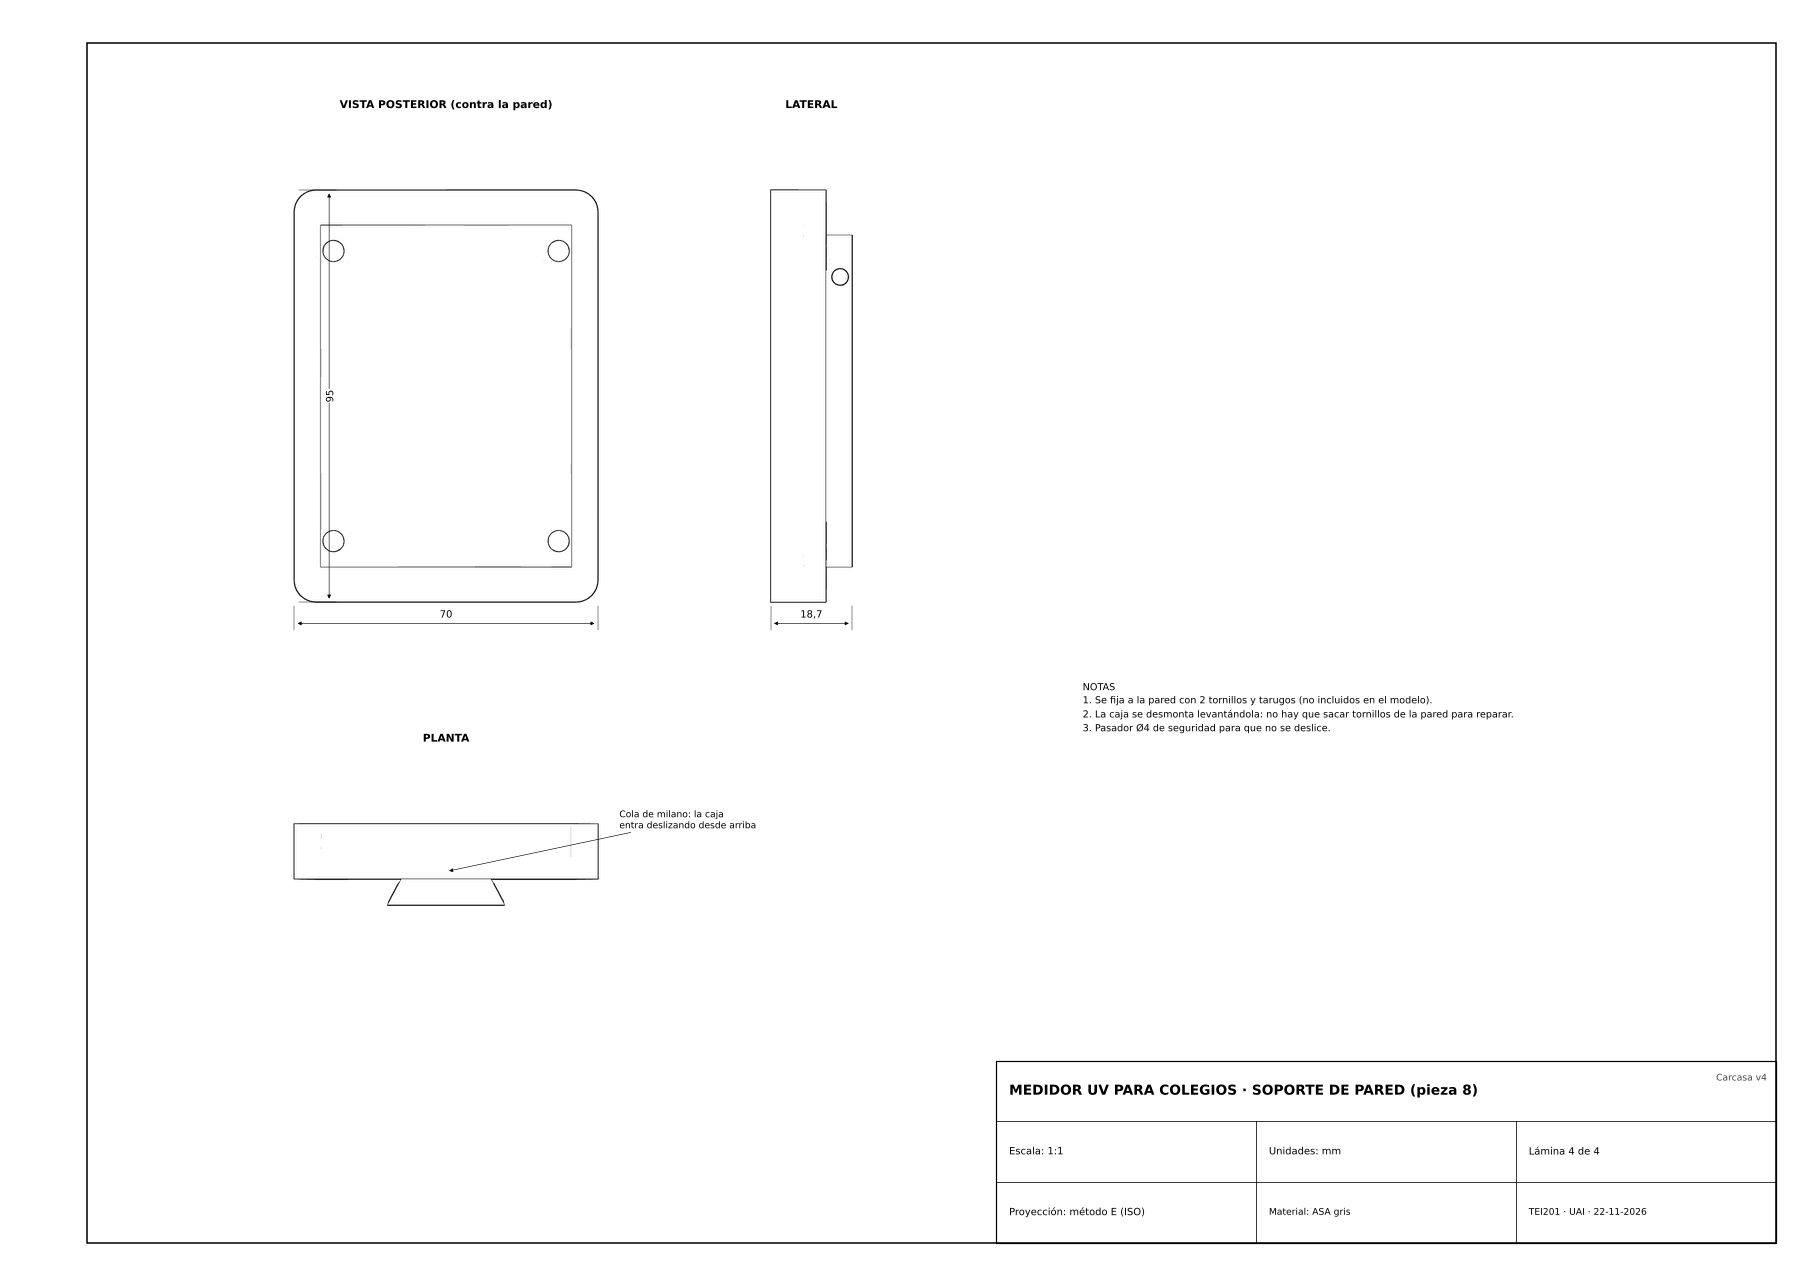 VISTA POSTERIOR (contra la pared)
LATERAL
95
70
18,7
NOTAS
1. Se fija a la pared con 2 tornillos y tarugos (no incluidos en el modelo).
2. La caja se desmonta levantándola: no hay que sacar tornillos de la pared para reparar.
3. Pasador Ø4 de seguridad para que no se deslice.
PLANTA
Cola de milano: la caja
entra deslizando desde arriba
Carcasa v4
MEDIDOR UV PARA COLEGIOS · SOPORTE DE PARED (pieza 8)
Escala: 1:1
Unidades: mm
Lámina 4 de 4
Proyección: método E (ISO)
Material: ASA gris
TEI201 · UAI · 22-11-2026